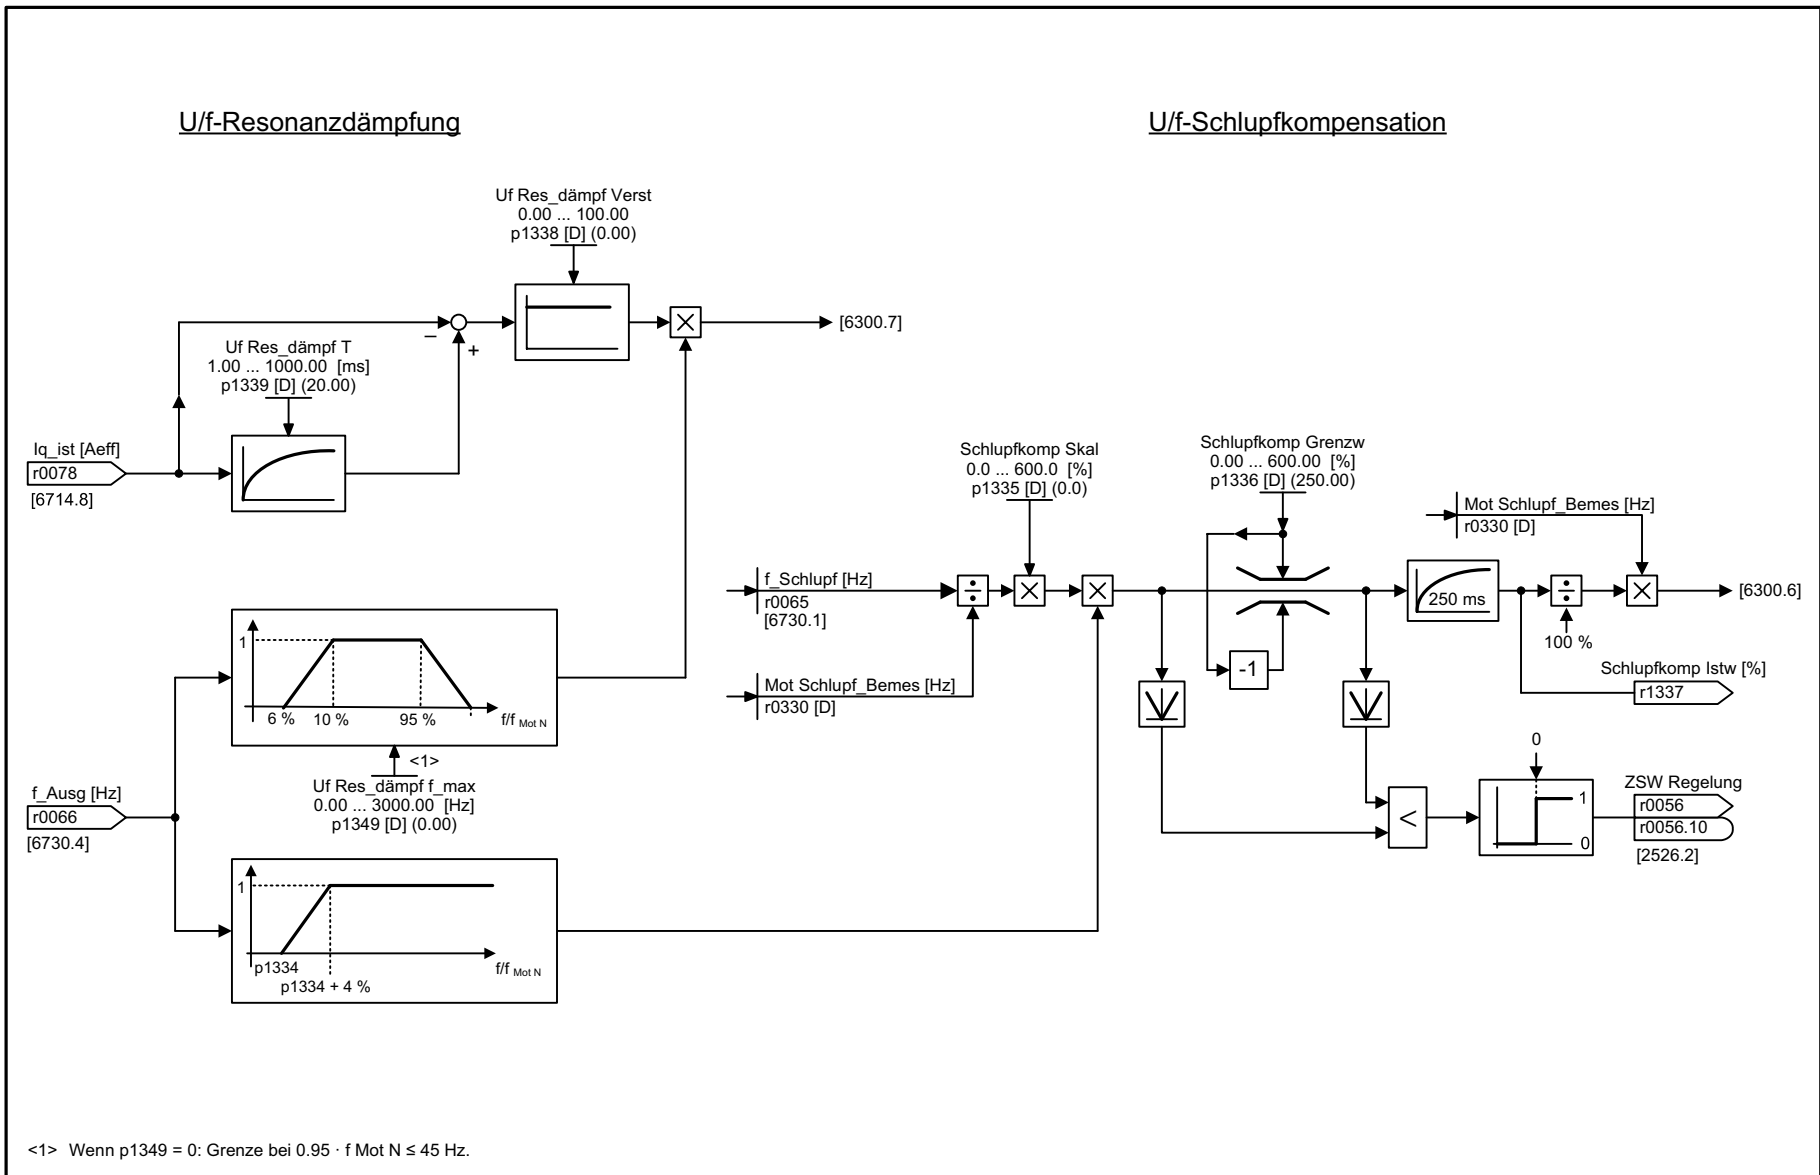 U/f-Resonanzdämpfung
U/f-Schlupfkompensation
Uf Res_dämpf Verst
0.00 ... 100.00
p1338 [D] (0.00)
[6300.7]
–
+
Uf Res_dämpf T
1.00 ... 1000.00 [ms]
p1339 [D] (20.00)
Iq_ist [Aeff]
r0078
[6714.8]
Schlupfkomp Skal
0.0 ... 600.0 [%]
p1335 [D] (0.0)
Schlupfkomp Grenzw
0.00 ... 600.00 [%]
p1336 [D] (250.00)
Mot Schlupf_Bemes [Hz]
r0330 [D]
f_Schlupf [Hz]
r0065
[6730.1]
÷
×
×
250 ms
÷
×
[6300.6]
100 %
-1
Mot Schlupf_Bemes [Hz]
r0330 [D]
Schlupfkomp Istw [%]
r1337
1
6 %
10 %
95 %
f/f Mot N
<1>
Uf Res_dämpf f_max
0.00 ... 3000.00 [Hz]
p1349 [D] (0.00)
f_Ausg [Hz]
r0066
[6730.4]
<
0
1
0
ZSW Regelung
r0056
r0056.10
[2526.2]
1
p1334
p1334 + 4 %
f/f Mot N
<1> Wenn p1349 = 0: Grenze bei 0.95 · f Mot N ≤ 45 Hz.